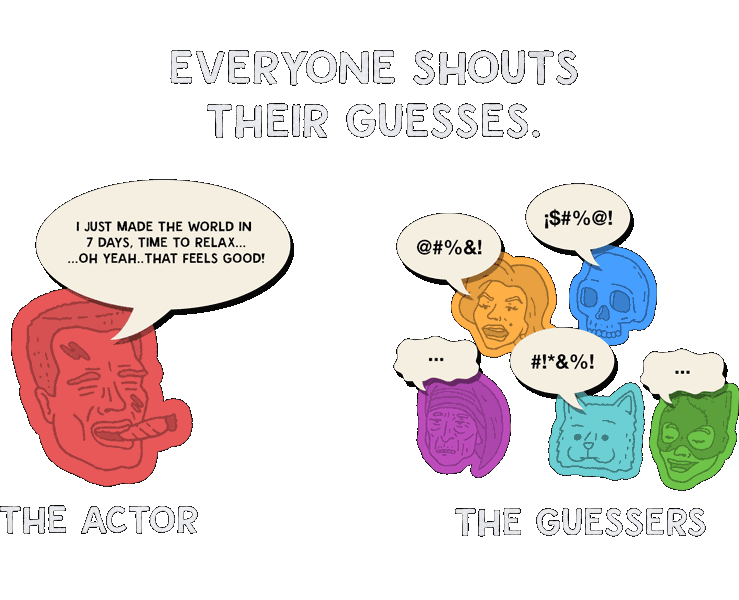 EVERYONE SHOUTS
THEIR GUESSES.
I JUST MADE THE WORLD IN
7 DAYS, TIME TO RELAX...
...OH YEAH..THAT FEELS GOOD!
@#%&!
¡$#%@!
...
#!*&%!
...
THE ACTOR
THE GUESSERS